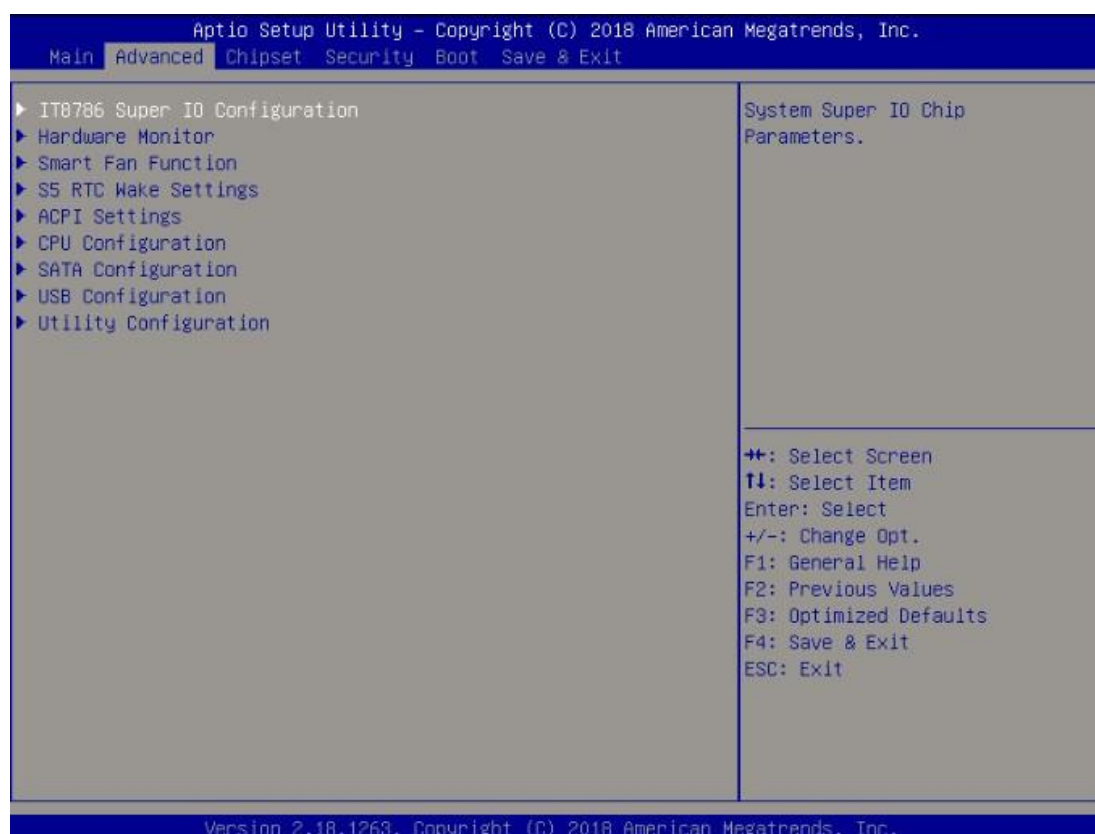 Aptio Setup Utility – Copyright (C) 2018 American Megatrends, Inc.
Main Advanced Chipset Security Boot Save & Exit
▶ IT8786 Super IO Configuration
▶ Hardware Monitor
▶ Smart Fan Function
▶ S5 RTC Wake Settings
▶ ACPI Settings
▶ CPU Configuration
▶ SATA Configuration
▶ USB Configuration
▶ Utility Configuration
System Super IO Chip
Parameters.
→←: Select Screen
↑↓: Select Item
Enter: Select
+/-: Change Opt.
F1: General Help
F2: Previous Values
F3: Optimized Defaults
F4: Save & Exit
ESC: Exit
Version 2.18.1263. Copyright (C) 2018 American Megatrends, Inc.